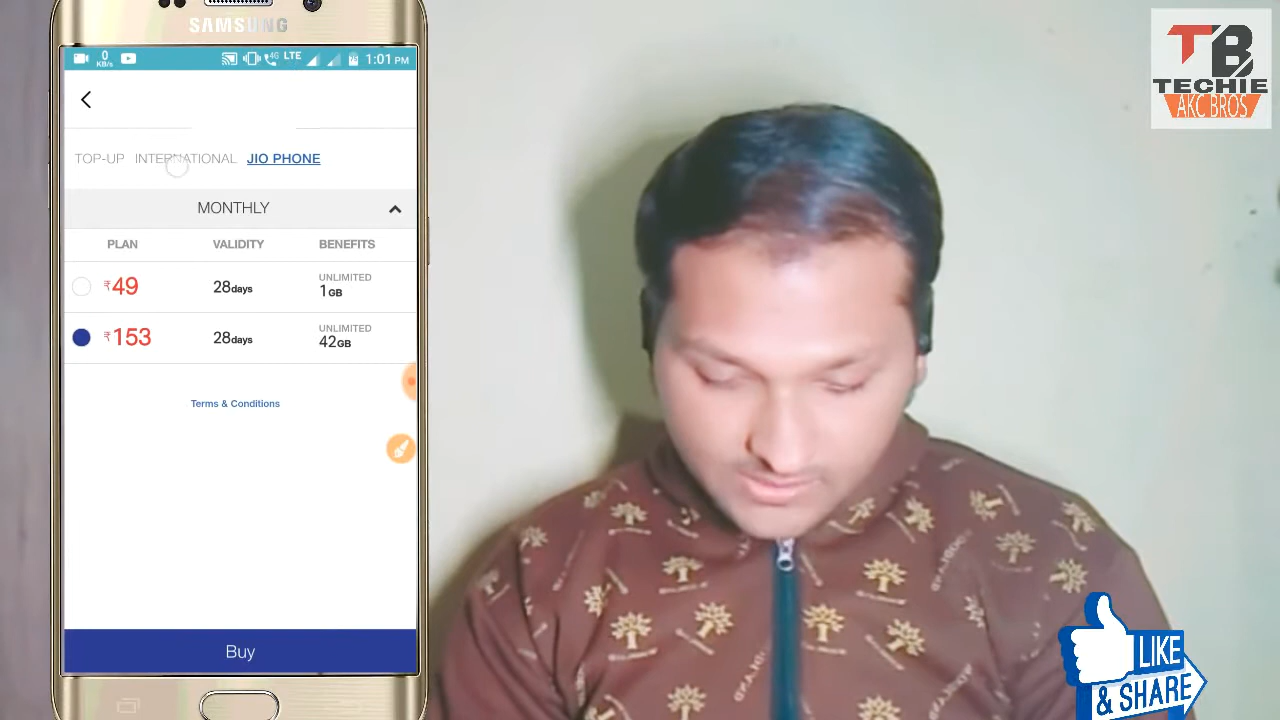 SAMSUNG
0
KB/s
4G LTE
1:01 PM
TOP-UP INTERNATIONAL JIO PHONE
MONTHLY
PLAN VALIDITY BENEFITS
₹49 28days UNLIMITED
1GB
₹153 28days UNLIMITED
42GB
Terms & Conditions
Buy
TB
TECHIE
AKC BROS
LIKE
& SHARE